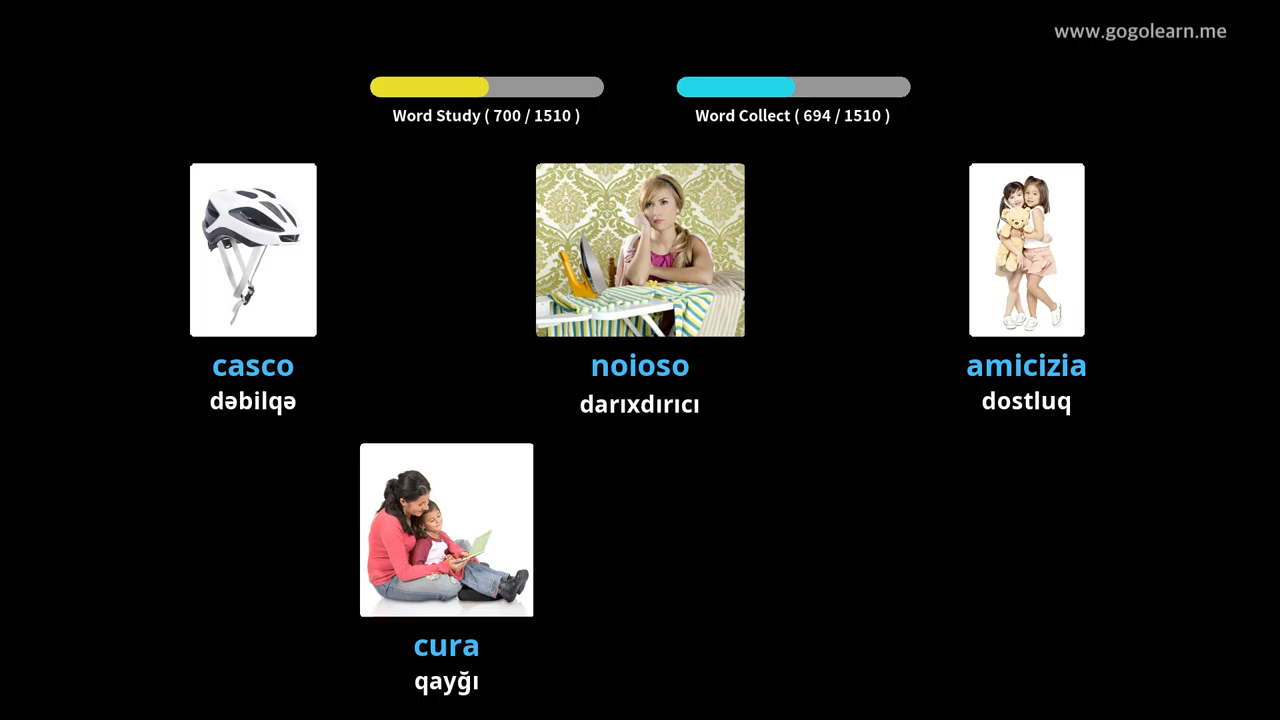 www.gogolearn.me
Word Study ( 700 / 1510 )
Word Collect ( 694 / 1510 )
casco
dəbilqə
noioso
darıxdırıcı
amicizia
dostluq
cura
qayğı